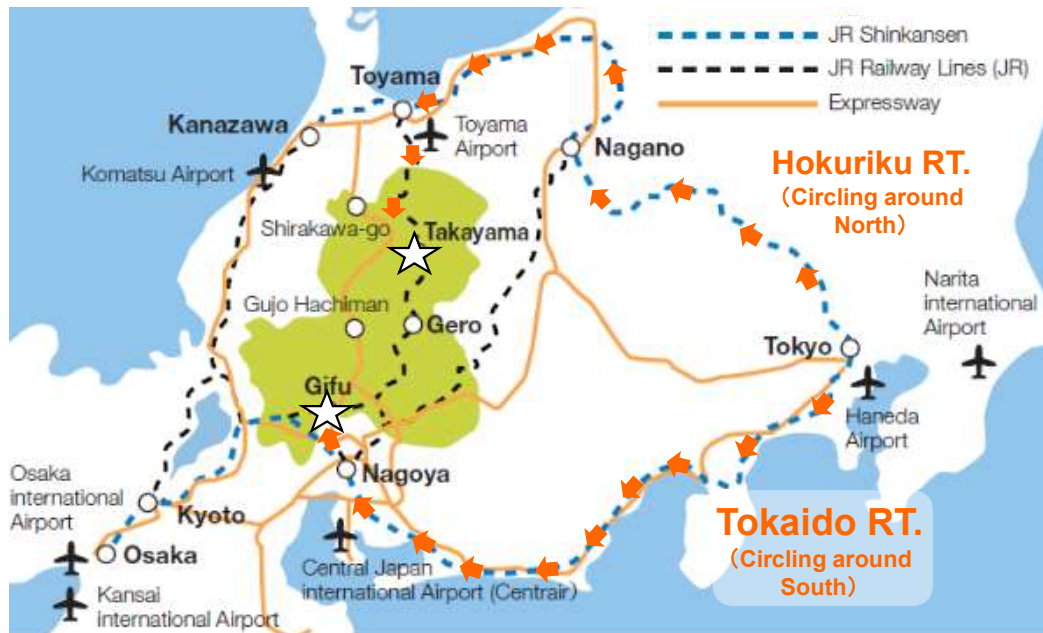 JR Shinkansen
JR Railway Lines (JR)
Expressway
Toyama
Toyama
Airport
Kanazawa
Komatsu Airport
Nagano
Hokuriku RT.
（Circling around
North）
Shirakawa-go
Takayama
Narita
international
Airport
Gujo Hachiman
Gero
Tokyo
Gifu
Haneda
Airport
Nagoya
Osaka
international
Airport
Kyoto
Osaka
Tokaido RT.
（Circling around
South）
Central Japan
international Airport (Centrair)
Kansai
international Airport